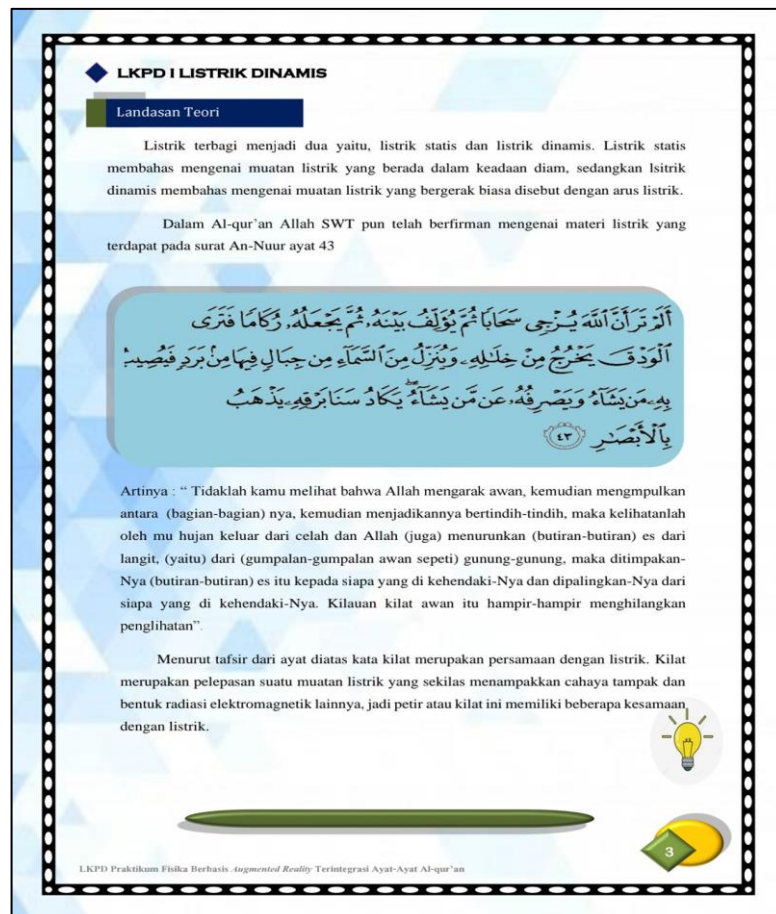 LKPD I LISTRIK DINAMIS
Landasan Teori
Listrik terbagi menjadi dua yaitu, listrik statis dan listrik dinamis. Listrik statis
membahas mengenai muatan listrik yang berada dalam keadaan diam, sedangkan lsitrik
dinamis membahas mengenai muatan listrik yang bergerak biasa disebut dengan arus listrik.
Dalam Al-qur'an Allah SWT pun telah berfirman mengenai materi listrik yang
terdapat pada surat An-Nuur ayat 43
أَلَمْ تَرَ أَنَّ ٱللَّهَ يُزْجِى سَحَابًا ثُمَّ يُؤَلِّفُ بَيْنَهُۥ ثُمَّ يَجْعَلُهُۥ رُكَامًا فَتَرَى
ٱلْوَدْقَ يَخْرُجُ مِنْ خِلَـٰلِهِۦ وَيُنَزِّلُ مِنَ ٱلسَّمَآءِ مِن جِبَالٍ فِيهَا مِنۢ بَرَدٍ فَيُصِيبُ
بِهِۦ مَن يَشَآءُ وَيَصْرِفُهُۥ عَن مَّن يَشَآءُ ۖ يَكَادُ سَنَا بَرْقِهِۦ يَذْهَبُ
بِٱلْأَبْصَـٰرِ ٤٣
Artinya : “ Tidaklah kamu melihat bahwa Allah mengarak awan, kemudian mengmpulkan
antara (bagian-bagian) nya, kemudian menjadikannya bertindih-tindih, maka kelihatanlah
oleh mu hujan keluar dari celah dan Allah (juga) menurunkan (butiran-butiran) es dari
langit, (yaitu) dari (gumpalan-gumpalan awan sepeti) gunung-gunung, maka ditimpakan-
Nya (butiran-butiran) es itu kepada siapa yang di kehendaki-Nya dan dipalingkan-Nya dari
siapa yang di kehendaki-Nya. Kilauan kilat awan itu hampir-hampir menghilangkan
penglihatan”.
Menurut tafsir dari ayat diatas kata kilat merupakan persamaan dengan listrik. Kilat
merupakan pelepasan suatu muatan listrik yang sekilas menampakkan cahaya tampak dan
bentuk radiasi elektromagnetik lainnya, jadi petir atau kilat ini memiliki beberapa kesamaan
dengan listrik.
3
LKPD Praktikum Fisika Berbasis Augmented Reality Terintegrasi Ayat-Ayat Al-qur'an